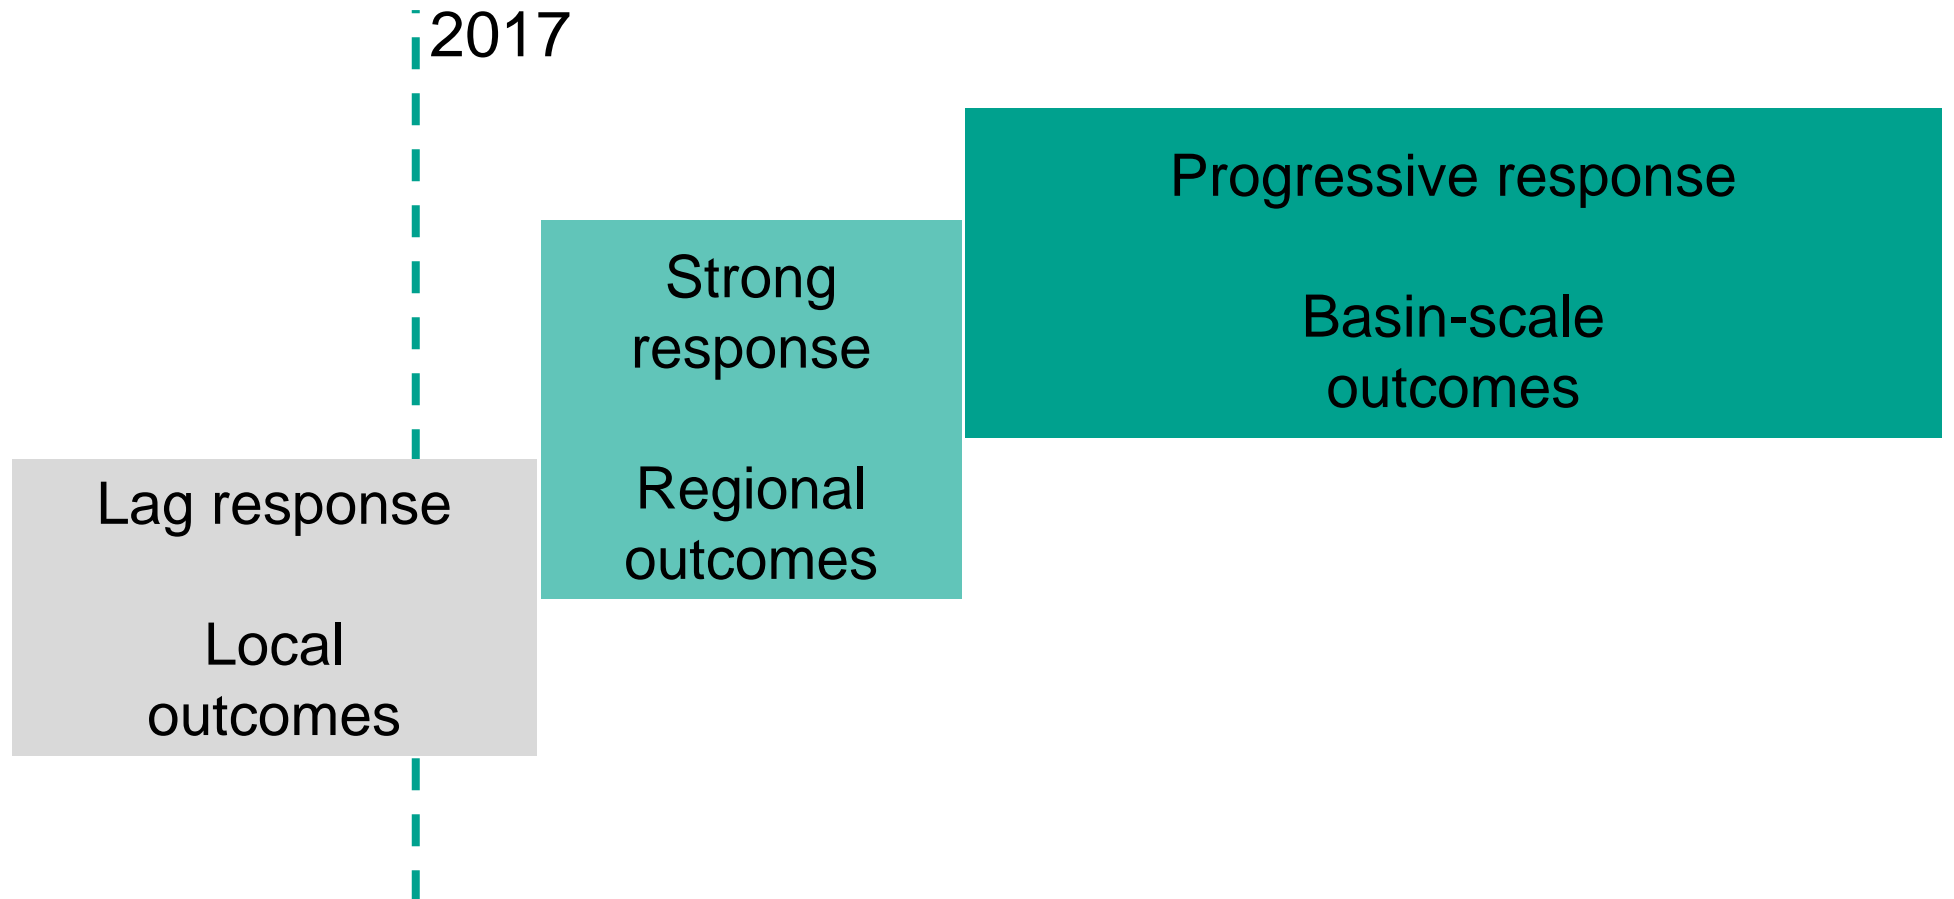 2017
Lag response
Local
outcomes
Strong
response
Regional
outcomes
Progressive response
Basin-scale
outcomes